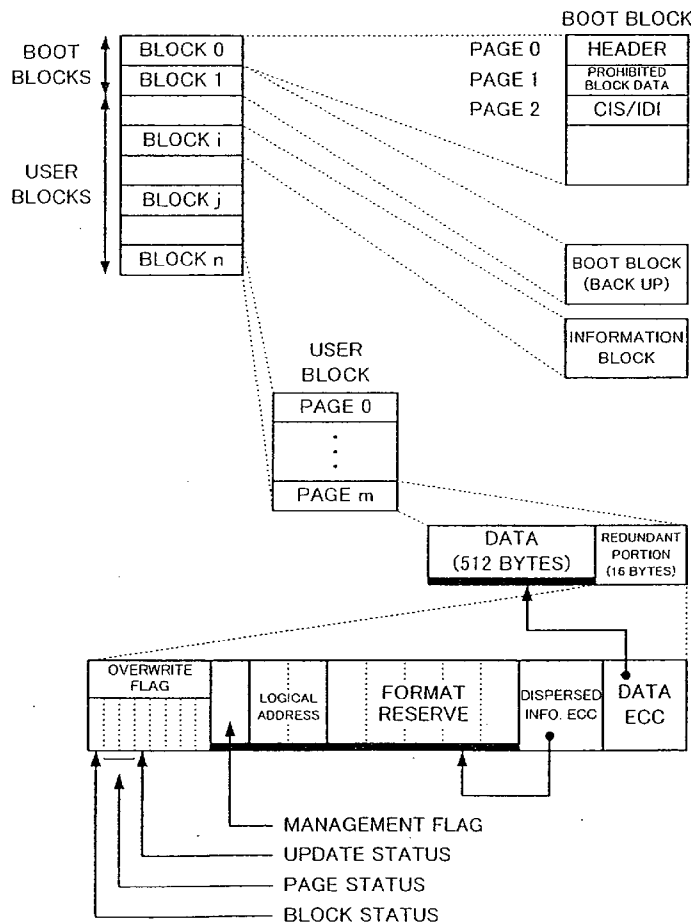 BOOT BLOCKS
BLOCK 0
BLOCK 1
USER BLOCKS
BLOCK i
BLOCK j
BLOCK n
BOOT BLOCK
PAGE 0
HEADER
PAGE 1
PROHIBITED
BLOCK DATA
PAGE 2
CIS/IDI
BOOT BLOCK
(BACK UP)
INFORMATION
BLOCK
USER
BLOCK
PAGE 0
PAGE m
DATA
(512 BYTES)
REDUNDANT
PORTION
(16 BYTES)
OVERWRITE
FLAG
LOGICAL
ADDRESS
FORMAT
RESERVE
DISPERSED
INFO. ECC
DATA
ECC
MANAGEMENT FLAG
UPDATE STATUS
PAGE STATUS
BLOCK STATUS